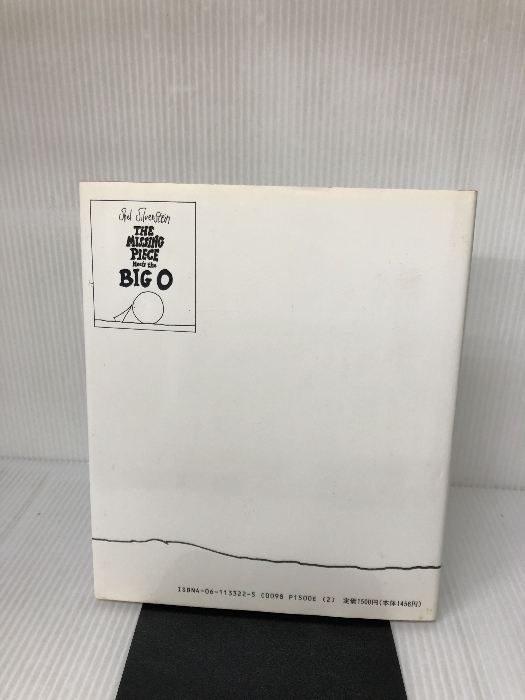 Shel Silverstein
THE
MISSING
PIECE
Meets the
BIG O
ISBN4-06-113322-5 C0098 P1500E (2) 定価1500円(本体1456円)